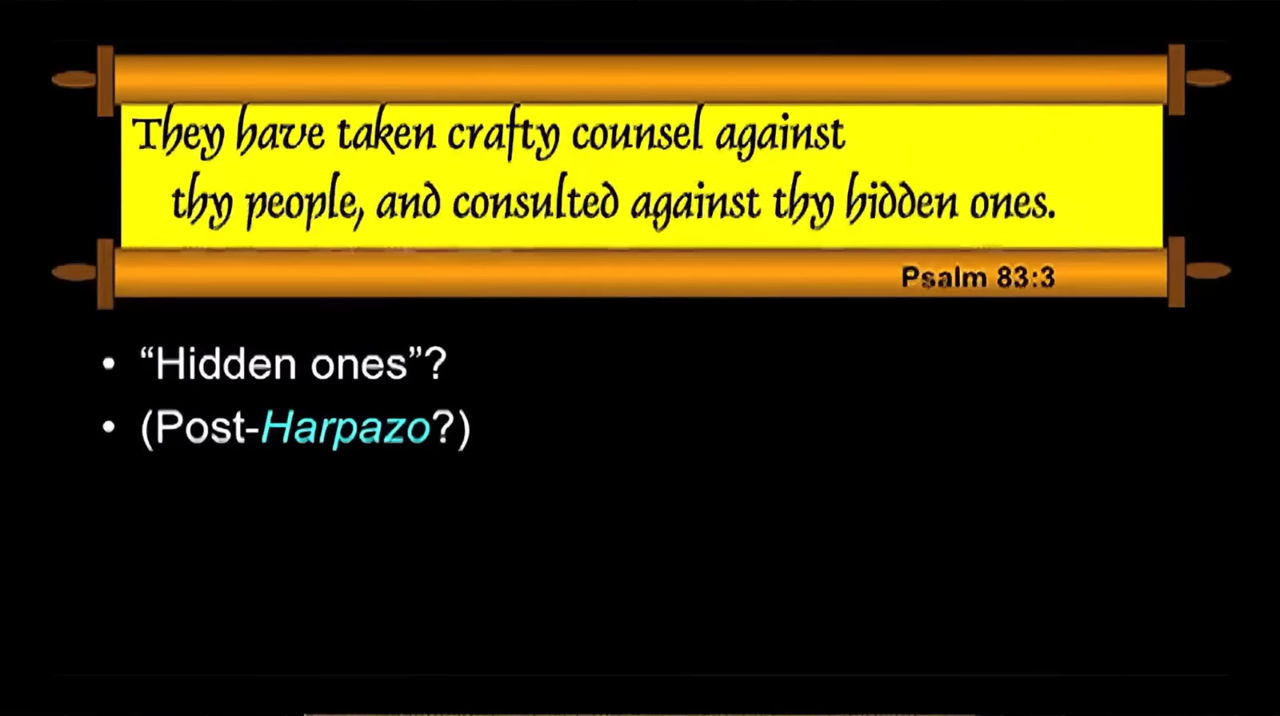 They have taken crafty counsel against
thy people, and consulted against thy hidden ones.
Psalm 83:3
• “Hidden ones”?
• (Post-Harpazo?)